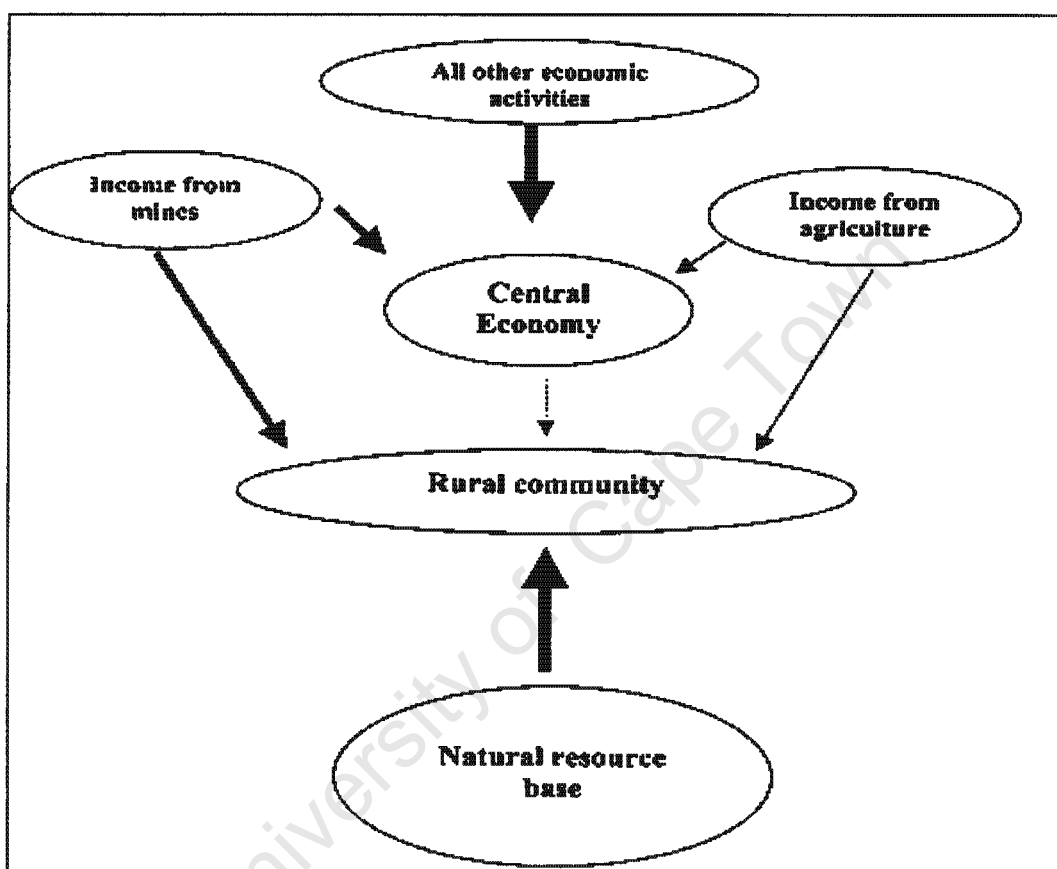 All other economic
activities
Income from
mines
Income from
agriculture
Central
Economy
Rural community
Natural resource
base
University of Cape Town